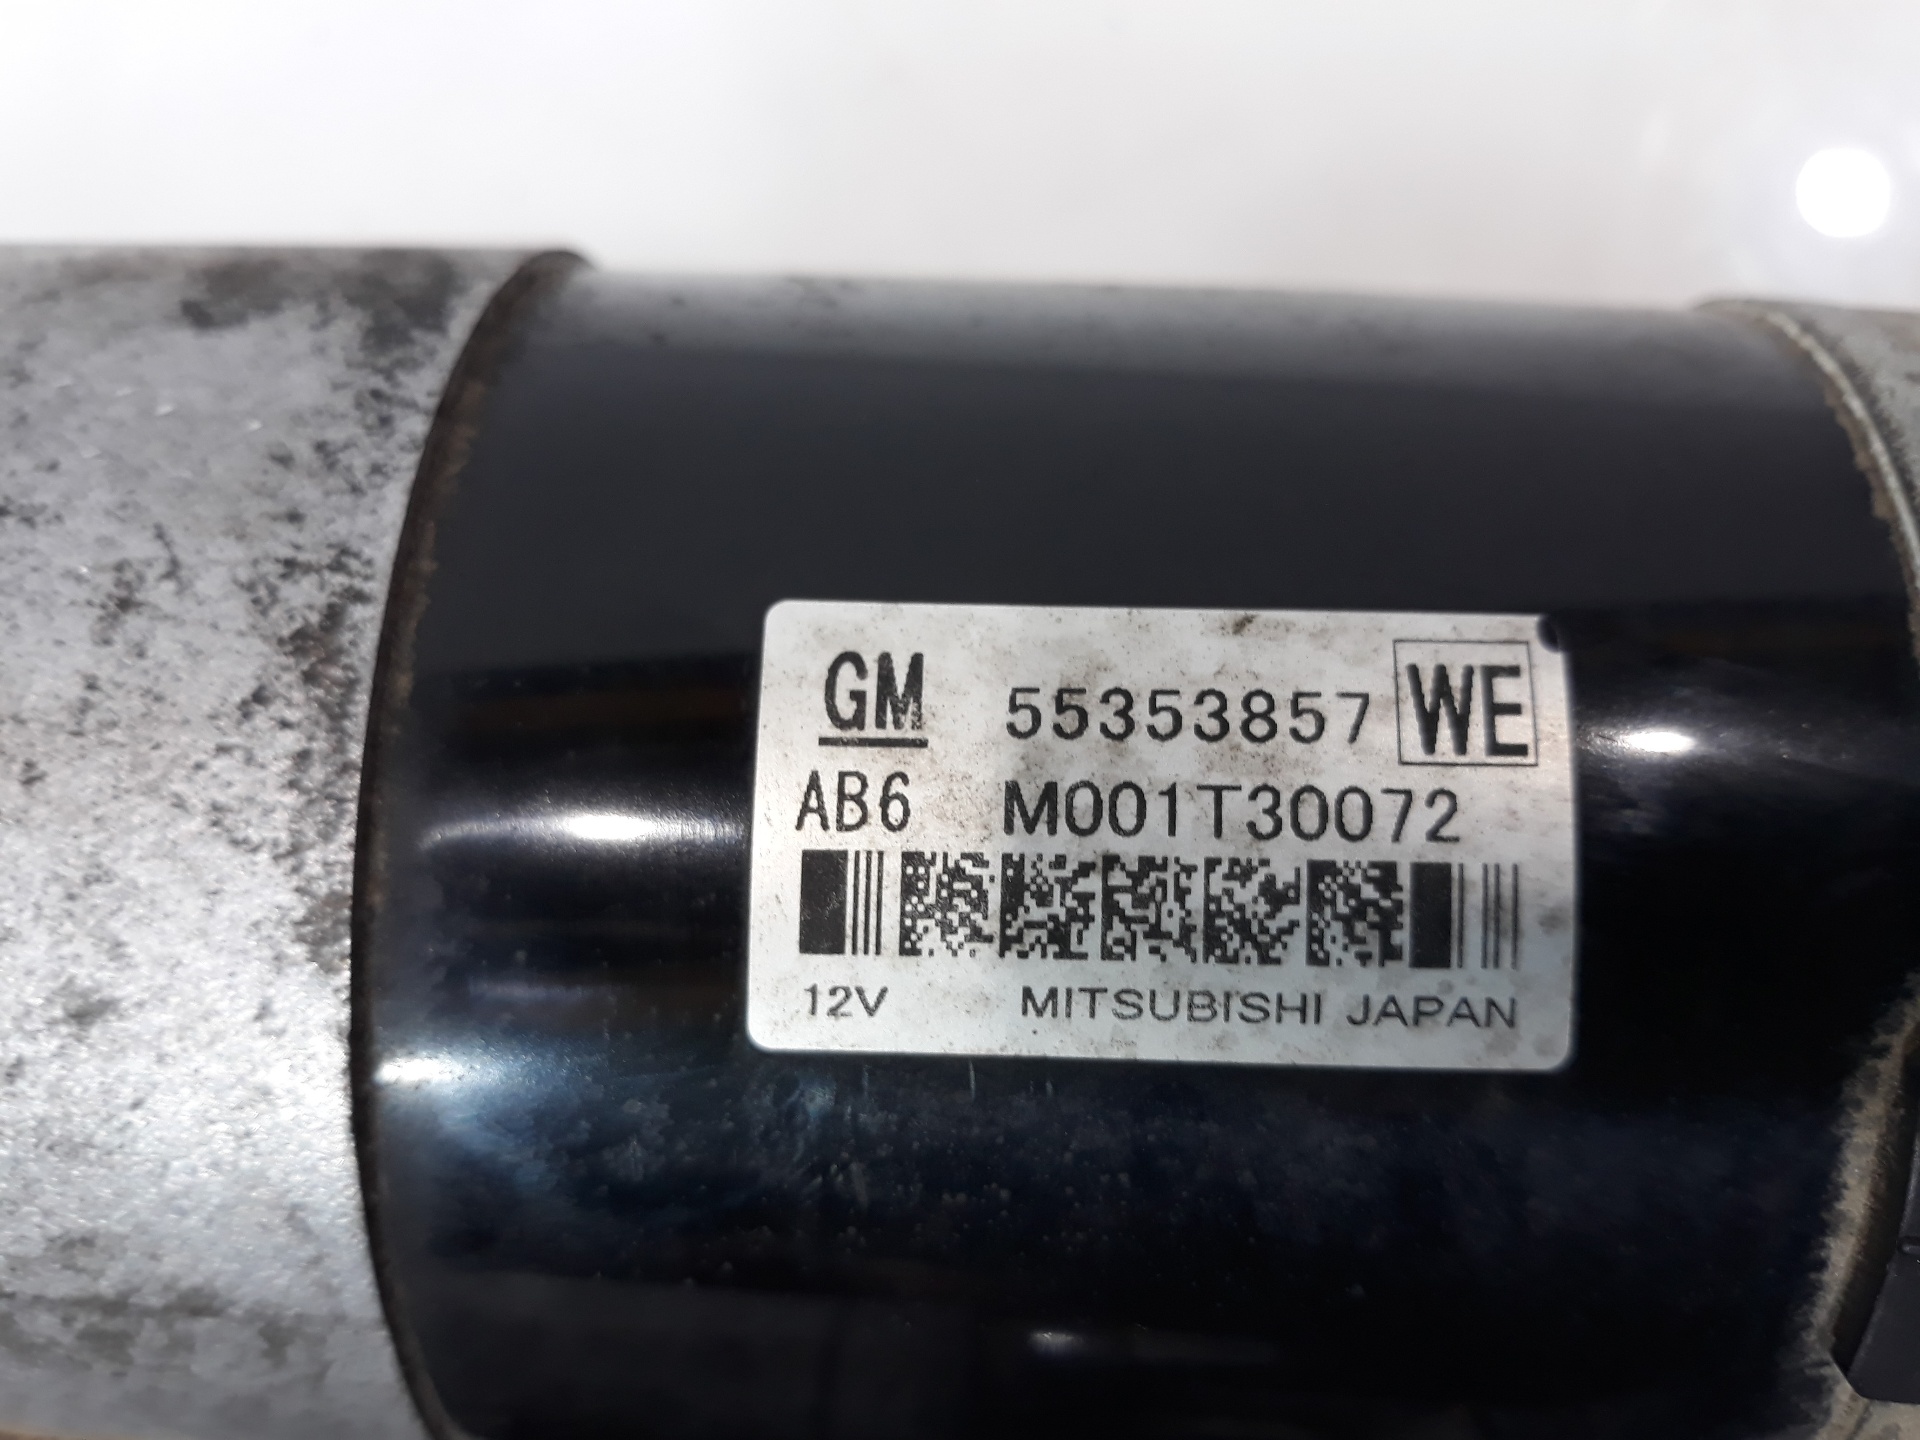 GM 55353857 WE
AB6 M001T30072
12V MITSUBISHI JAPAN